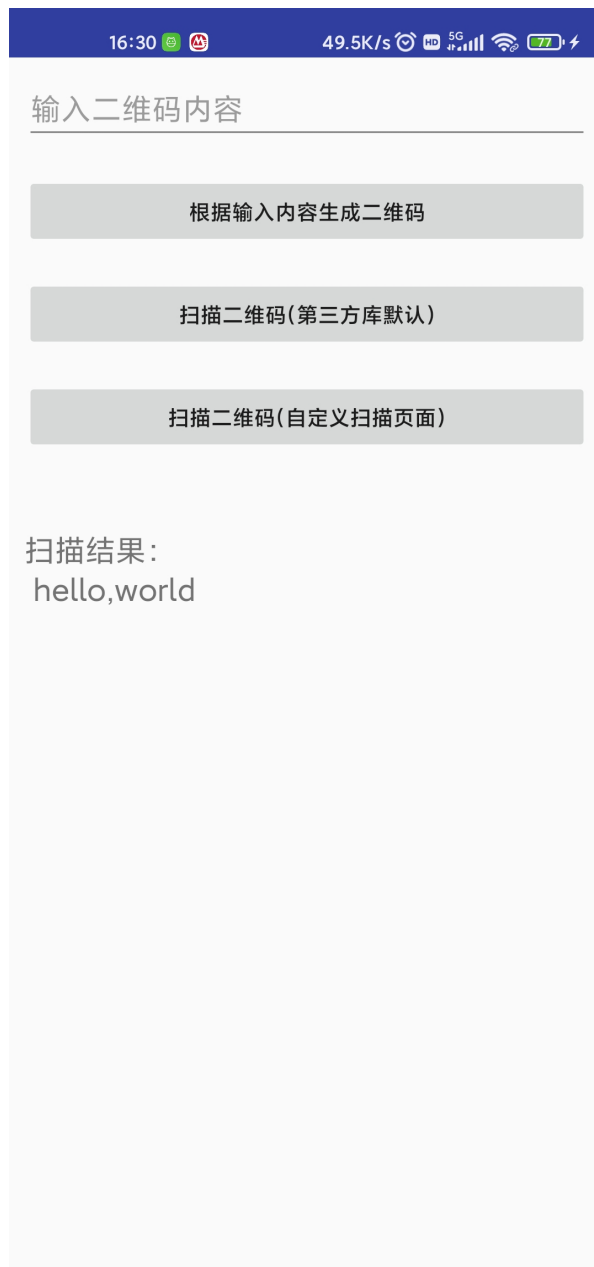 16:30 49.5K/s HD 5G 77
输入二维码内容
根据输入内容生成二维码
扫描二维码(第三方库默认)
扫描二维码(自定义扫描页面)
扫描结果：
hello,world